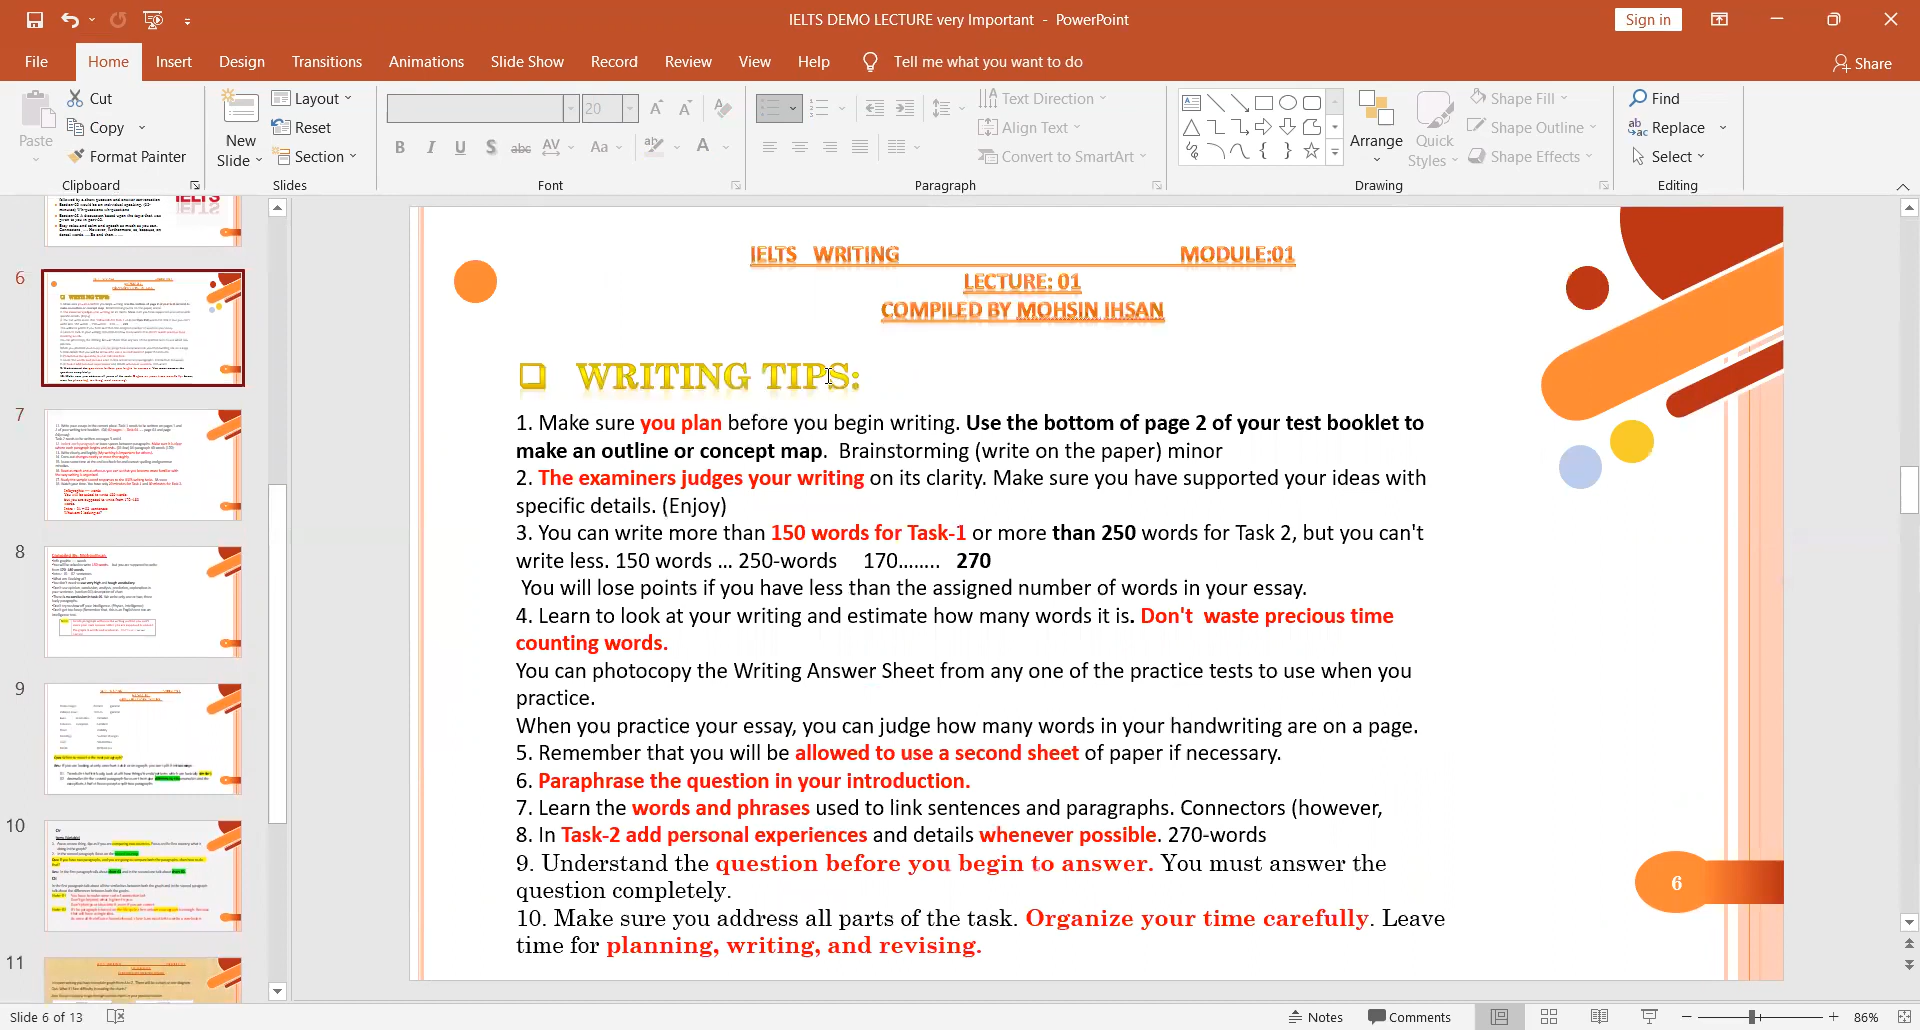 IELTS DEMO LECTURE very Important - PowerPoint
Sign in
File Home Insert Design Transitions Animations Slide Show Record Review View Help Tell me what you want to do
Share
Paste
Cut
Copy
Format Painter
Clipboard
New Slide
Layout
Reset
Section
Slides
20
Font
Text Direction
Align Text
Convert to SmartArt
Paragraph
Arrange
Quick Styles
Shape Fill
Shape Outline
Shape Effects
Drawing
Find
Replace
Select
Editing
6
7
8
9
10
11
IELTS WRITING MODULE:01
LECTURE: 01
COMPILED BY MOHSIN IHSAN
WRITING TIPS:
1. Make sure you plan before you begin writing. Use the bottom of page 2 of your test booklet to
make an outline or concept map. Brainstorming (write on the paper) minor
2. The examiners judges your writing on its clarity. Make sure you have supported your ideas with
specific details. (Enjoy)
3. You can write more than 150 words for Task-1 or more than 250 words for Task 2, but you can't
write less. 150 words ... 250-words 170........ 270
You will lose points if you have less than the assigned number of words in your essay.
4. Learn to look at your writing and estimate how many words it is. Don't waste precious time
counting words.
You can photocopy the Writing Answer Sheet from any one of the practice tests to use when you
practice.
When you practice your essay, you can judge how many words in your handwriting are on a page.
5. Remember that you will be allowed to use a second sheet of paper if necessary.
6. Paraphrase the question in your introduction.
7. Learn the words and phrases used to link sentences and paragraphs. Connectors (however,
8. In Task-2 add personal experiences and details whenever possible. 270-words
9. Understand the question before you begin to answer. You must answer the
question completely.
10. Make sure you address all parts of the task. Organize your time carefully. Leave
time for planning, writing, and revising.
6
Slide 6 of 13
Notes
Comments
86%